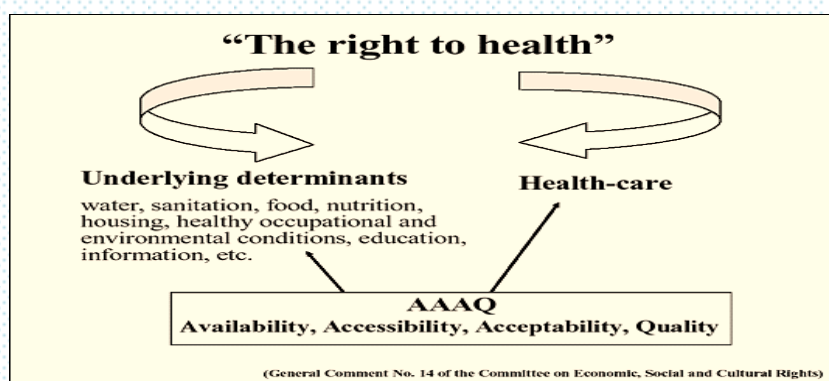 “The right to health”
Underlying determinants
water, sanitation, food, nutrition,
housing, healthy occupational and
environmental conditions, education,
information, etc.
Health-care
AAAQ
Availability, Accessibility, Acceptability, Quality
(General Comment No. 14 of the Committee on Economic, Social and Cultural Rights)